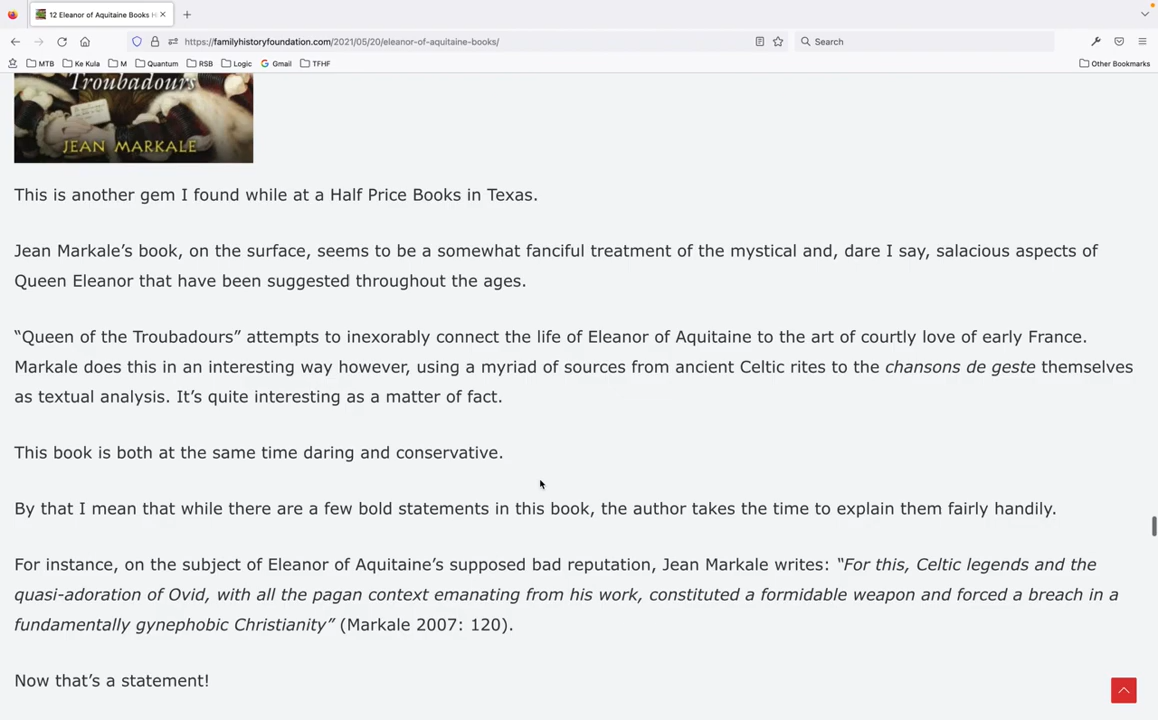 12 Eleanor of Aquitaine Books H
https://familyhistoryfoundation.com/2021/05/20/eleanor-of-aquitaine-books/
Search
MTB Ke Kula M Quantum RSB Logic Gmail TFHF Other Bookmarks
Troubadours
JEAN MARKALE
This is another gem I found while at a Half Price Books in Texas.
Jean Markale's book, on the surface, seems to be a somewhat fanciful treatment of the mystical and, dare I say, salacious aspects of
Queen Eleanor that have been suggested throughout the ages.
“Queen of the Troubadours” attempts to inexorably connect the life of Eleanor of Aquitaine to the art of courtly love of early France.
Markale does this in an interesting way however, using a myriad of sources from ancient Celtic rites to the chansons de geste themselves
as textual analysis. It's quite interesting as a matter of fact.
This book is both at the same time daring and conservative.
By that I mean that while there are a few bold statements in this book, the author takes the time to explain them fairly handily.
For instance, on the subject of Eleanor of Aquitaine's supposed bad reputation, Jean Markale writes: “For this, Celtic legends and the
quasi-adoration of Ovid, with all the pagan context emanating from his work, constituted a formidable weapon and forced a breach in a
fundamentally gynephobic Christianity” (Markale 2007: 120).
Now that's a statement!